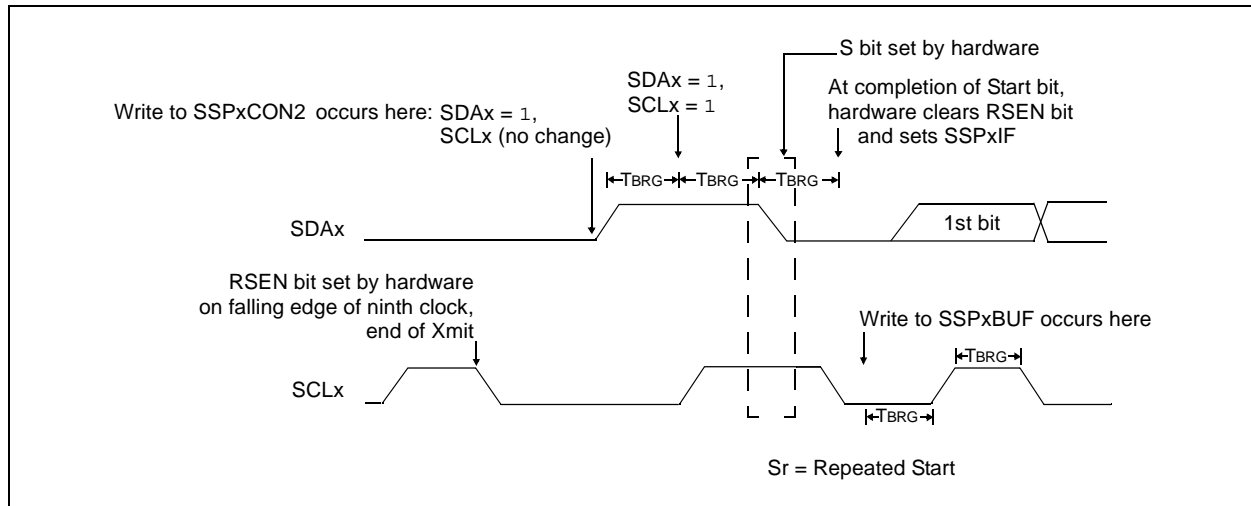 S bit set by hardware
SDAx = 1,
SCLx = 1
At completion of Start bit,
hardware clears RSEN bit
and sets SSPxIF
Write to SSPxCON2 occurs here: SDAx = 1,
SCLx (no change)
TBRG
TBRG
TBRG
SDAx
1st bit
RSEN bit set by hardware
on falling edge of ninth clock,
end of Xmit
Write to SSPxBUF occurs here
TBRG
SCLx
TBRG
Sr = Repeated Start